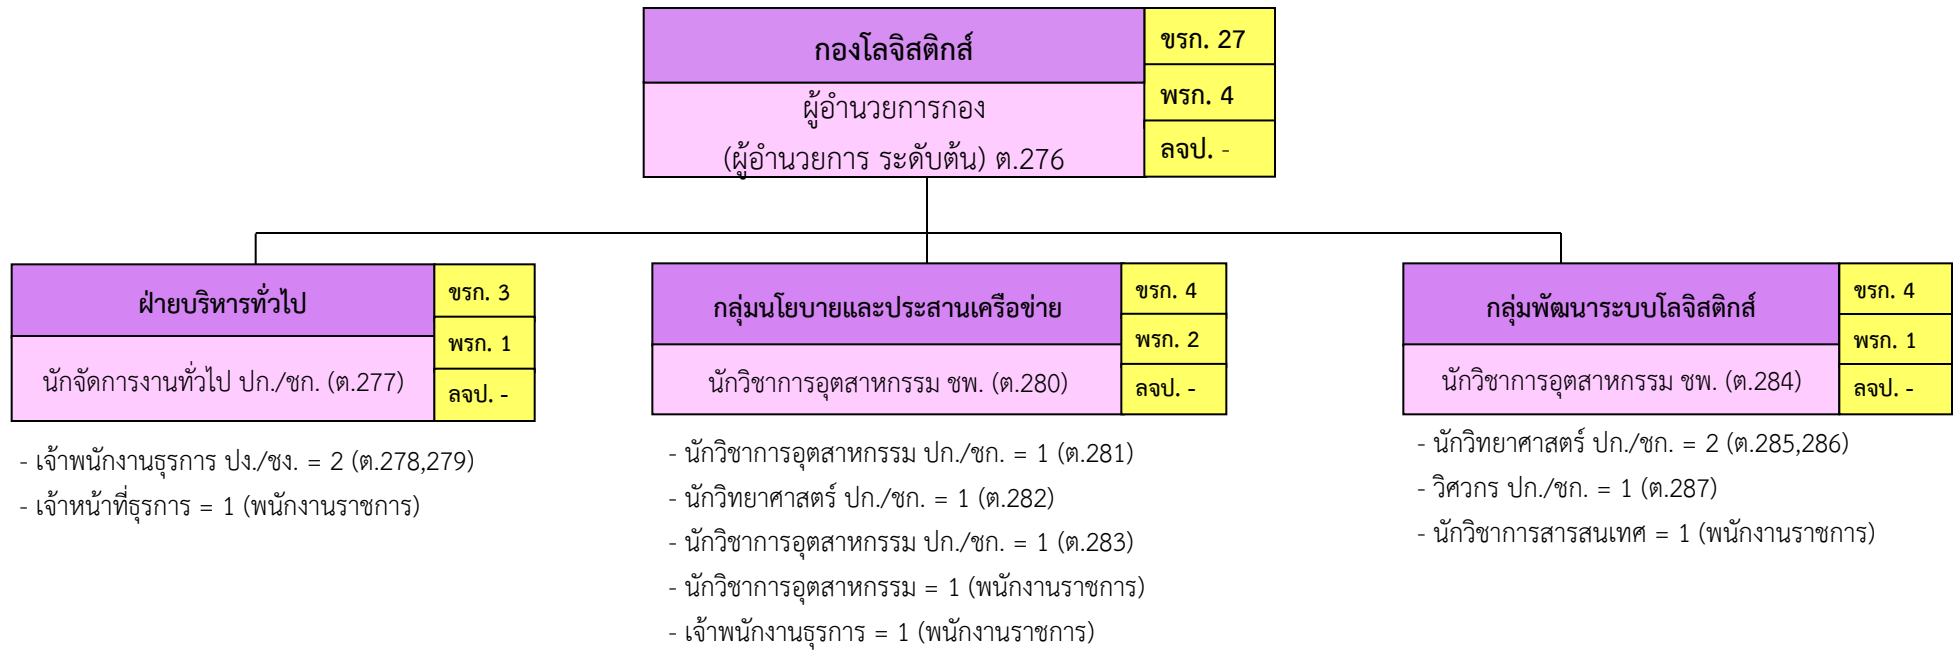 กองโลจิสติกส์
ขรก. 27
พรก. 4
ลจป. -
ผู้อำนวยการกอง
(ผู้อำนวยการ ระดับต้น) ต.276
ฝ่ายบริหารทั่วไป
ขรก. 3
พรก. 1
ลจป. -
นักจัดการงานทั่วไป ปก./ชก. (ต.277)
- เจ้าพนักงานธุรการ ปง./ชง. = 2 (ต.278,279)
- เจ้าหน้าที่ธุรการ = 1 (พนักงานราชการ)
กลุ่มนโยบายและประสานเครือข่าย
ขรก. 4
พรก. 2
ลจป. -
นักวิชาการอุตสาหกรรม ชพ. (ต.280)
- นักวิชาการอุตสาหกรรม ปก./ชก. = 1 (ต.281)
- นักวิทยาศาสตร์ ปก./ชก. = 1 (ต.282)
- นักวิชาการอุตสาหกรรม ปก./ชก. = 1 (ต.283)
- นักวิชาการอุตสาหกรรม = 1 (พนักงานราชการ)
- เจ้าพนักงานธุรการ = 1 (พนักงานราชการ)
กลุ่มพัฒนาระบบโลจิสติกส์
ขรก. 4
พรก. 1
ลจป. -
นักวิชาการอุตสาหกรรม ชพ. (ต.284)
- นักวิทยาศาสตร์ ปก./ชก. = 2 (ต.285,286)
- วิศวกร ปก./ชก. = 1 (ต.287)
- นักวิชาการสารสนเทศ = 1 (พนักงานราชการ)